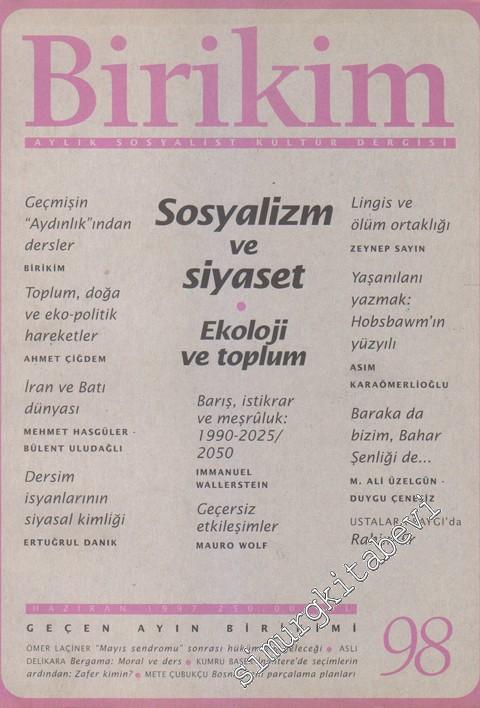 Birikim
AYLIK SOSYALİST KÜLTÜR DERGİSİ
Geçmişin
"Aydınlık"ından
dersler
BİRİKİM
Toplum, doğa
ve eko-politik
hareketler
AHMET ÇİĞDEM
İran ve Batı
dünyası
MEHMET HASGÜLER -
BÜLENT ULUDAĞLI
Dersim
isyanlarının
siyasal kimliği
ERTUĞRUL DANIK
Sosyalizm
ve
siyaset
Ekoloji
ve toplum
Barış, istikrar
ve meşrûluk:
1990-2025/
2050
IMMANUEL
WALLERSTEIN
Geçersiz
etkileşimler
MAURO WOLF
Lingis ve
ölüm ortaklığı
ZEYNEP SAYIN
Yaşanılanı
yazmak:
Hobsbawm'ın
yüzyılı
ASIM
KARAÖMERLİOĞLU
Baraka da
bizim, Bahar
Şenliği de...
M. ALİ ÜZELGÜN -
DUYGU
USTALARA SAYGI'da
HAZİRAN 1997
GEÇEN AYIN BİRİKİMİ
ÖMER LAÇİNER "Mayıs sendromu" sonrası • ASLI
DELİKARA Bergama: Moral ve ders • KUMRU seçimlerin
ardından: Zafer kimin? • METE ÇUBUKÇU parçalama planları
98
simurgkitabevi